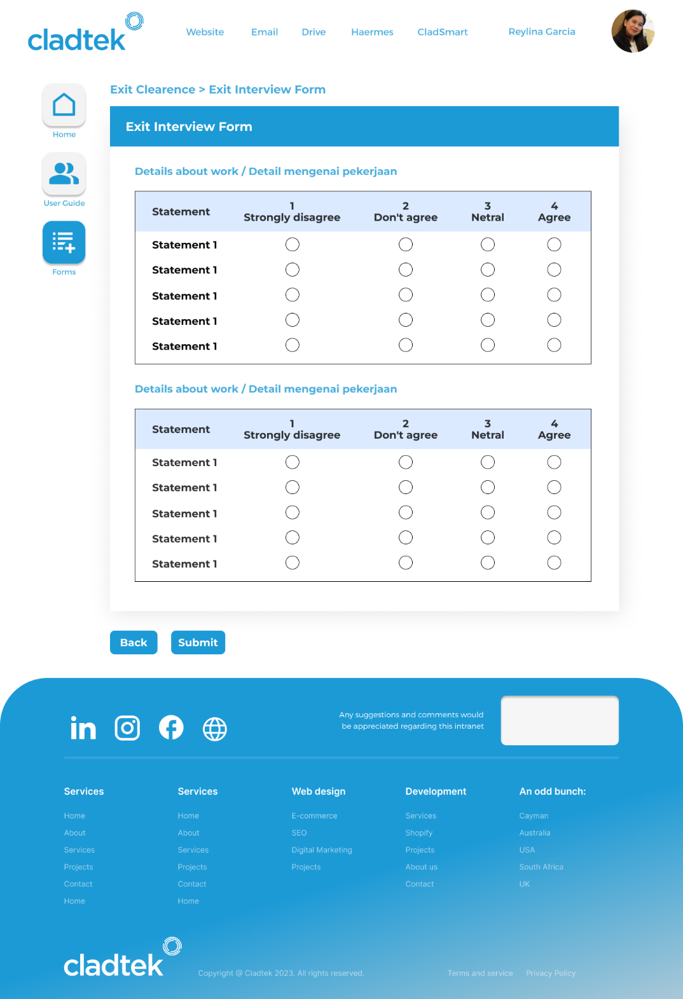 cladtek
Website Email Drive Haermes CladSmart Reylina Garcia
Exit Clearence > Exit Interview Form
Home
User Guide
Forms
Exit Interview Form
Details about work / Detail mengenai pekerjaan
Statement 1 Strongly disagree 2 Don't agree 3 Netral 4 Agree
Statement 1
Statement 1
Statement 1
Statement 1
Statement 1
Details about work / Detail mengenai pekerjaan
Statement 1 Strongly disagree 2 Don't agree 3 Netral 4 Agree
Statement 1
Statement 1
Statement 1
Statement 1
Statement 1
Back Submit
in
Any suggestions and comments would
be appreciated regarding this intranet
Services
Home
About
Services
Projects
Contact
Home
Services
Home
About
Services
Projects
Contact
Home
Web design
E-commerce
SEO
Digital Marketing
Projects
Development
Services
Shopify
Projects
About us
Contact
An odd bunch:
Cayman
Australia
USA
South Africa
UK
cladtek
Copyright @ Cladtek 2023. All rights reserved.
Terms and service Privacy Policy